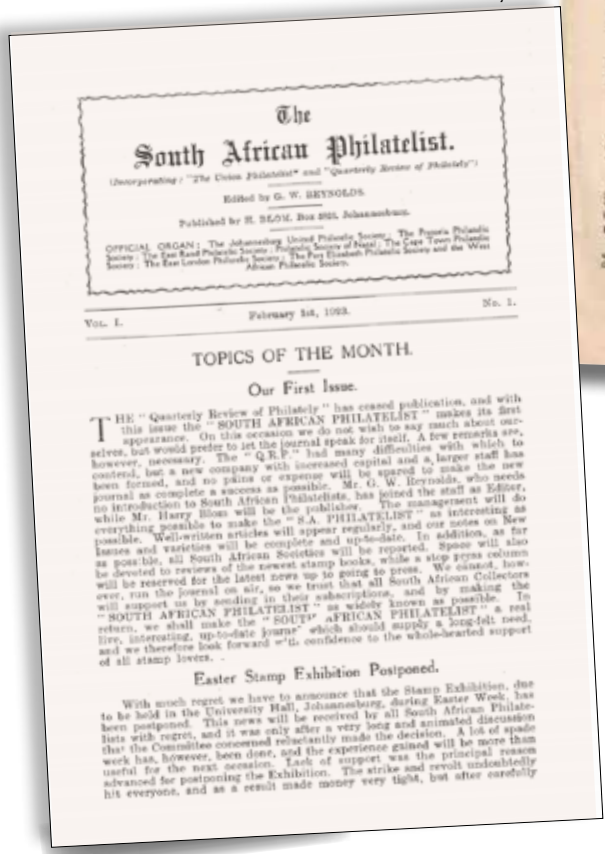 The
South African Philatelist.
(Incorporating: "The Union Philatelist" and "Quarterly Review of Philately")
Edited by G. W. REYNOLDS.
Published by H. BLOM, Box Johannesburg.
OFFICIAL ORGAN: The Johannesburg United Philatelic Society; The Pretoria Philatelic
Society; The East Rand Philatelic Society; Philatelic Society of Natal; The Cape Town Philatelic
Society; The East London Philatelic Society; The Port Elizabeth Philatelic Society and the West
African Philatelic Society.
VOL. I. February 1st, 1923. No. 1.
TOPICS OF THE MONTH.
Our First Issue.
THE "Quarterly Review of Philately" has ceased publication, and with
this issue the "SOUTH AFRICAN PHILATELIST" makes its first
appearance. On this occasion we do not wish to say much about our-
selves, but would prefer to let the journal speak for itself. A few remarks are,
however, necessary. The "Q.R.P." had many difficulties with which to
contend, but a new company with increased capital and a larger staff has
been formed, and no pains or expense will be spared to make the new
journal as complete a success as possible. Mr. G. W. Reynolds, who needs
no introduction to South African Philatelists, has joined the staff as Editor,
while Mr. Harry Blom will be the publisher. The management will do
everything possible to make the "S.A. PHILATELIST" as interesting as
possible. Well-written articles will appear regularly, and our notes on New
Issues and varieties will be complete and up-to-date. In addition, as far
as possible, all South African Societies will be reported. Space will also
be devoted to reviews of the newest stamp books, while a stop press column
will be reserved for the latest news up to going to press. We cannot, how-
ever, run the journal on air, so we trust that all South African Collectors
will support us by sending in their subscriptions, and by making the
"SOUTH AFRICAN PHILATELIST" as widely known as possible. In
return, we shall make the "SOUTH AFRICAN PHILATELIST" a real
live, interesting, up-to-date journal which should supply a long-felt need,
and we therefore look forward with confidence to the whole-hearted support
of all stamp lovers.
Easter Stamp Exhibition Postponed.
With much regret we have to announce that the Stamp Exhibition, due
to be held in the University Hall, Johannesburg, during Easter Week, has
been postponed. This news will be received by all South African Philate-
lists with regret, and it was only after a very long and animated discussion
that the Committee concerned reluctantly made the decision. A lot of spade
work has, however, been done, and the experience gained will be more than
useful for the next occasion. Lack of support was the principal reason
advanced for postponing the Exhibition. The strike and revolt undoubtedly
hit everyone, and as a result made money very tight, but after carefully